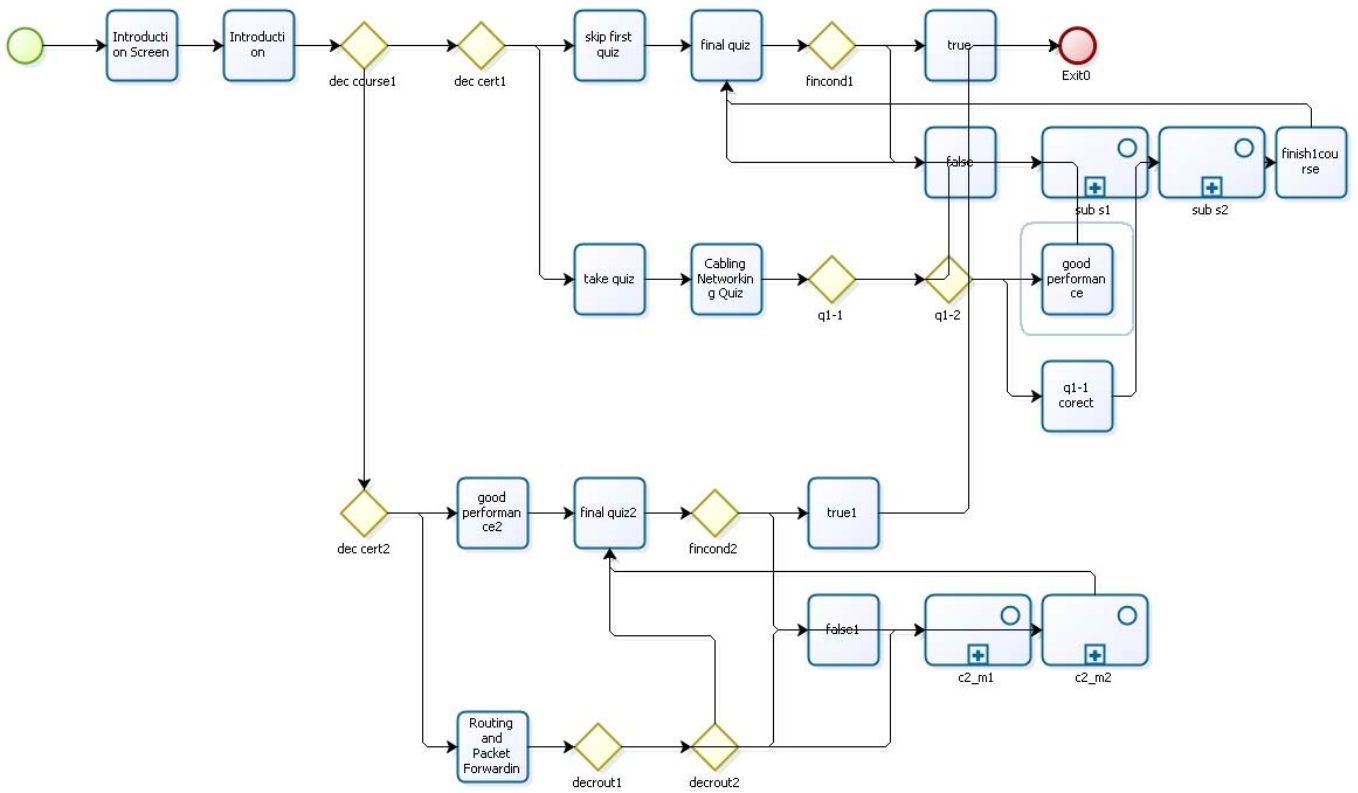 Introducti
on Screen
Introducti
on
dec course1
dec cert1
skip first
quiz
final quiz
fincond1
true
Exit0
false
sub s1
sub s2
finish1cou
rse
take quiz
Cabling
Networkin
g Quiz
q1-1
q1-2
good
performan
ce
q1-1
corect
dec cert2
good
performan
ce2
final quiz2
fincond2
true1
false1
c2_m1
c2_m2
Routing
and
Packet
Forwardin
decrout1
decrout2